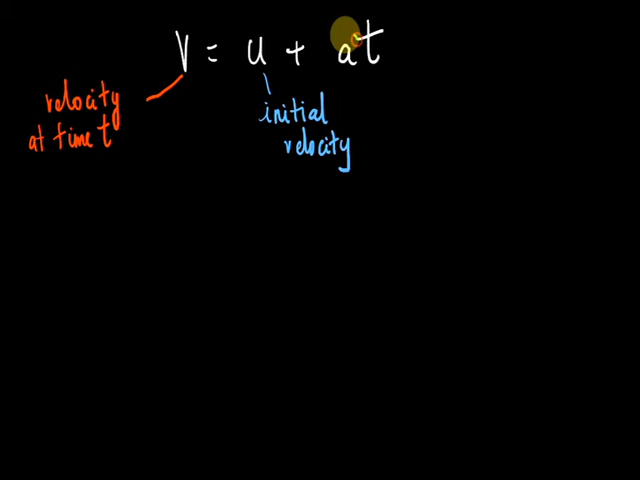 V = u + at
velocity
at time t
initial
velocity